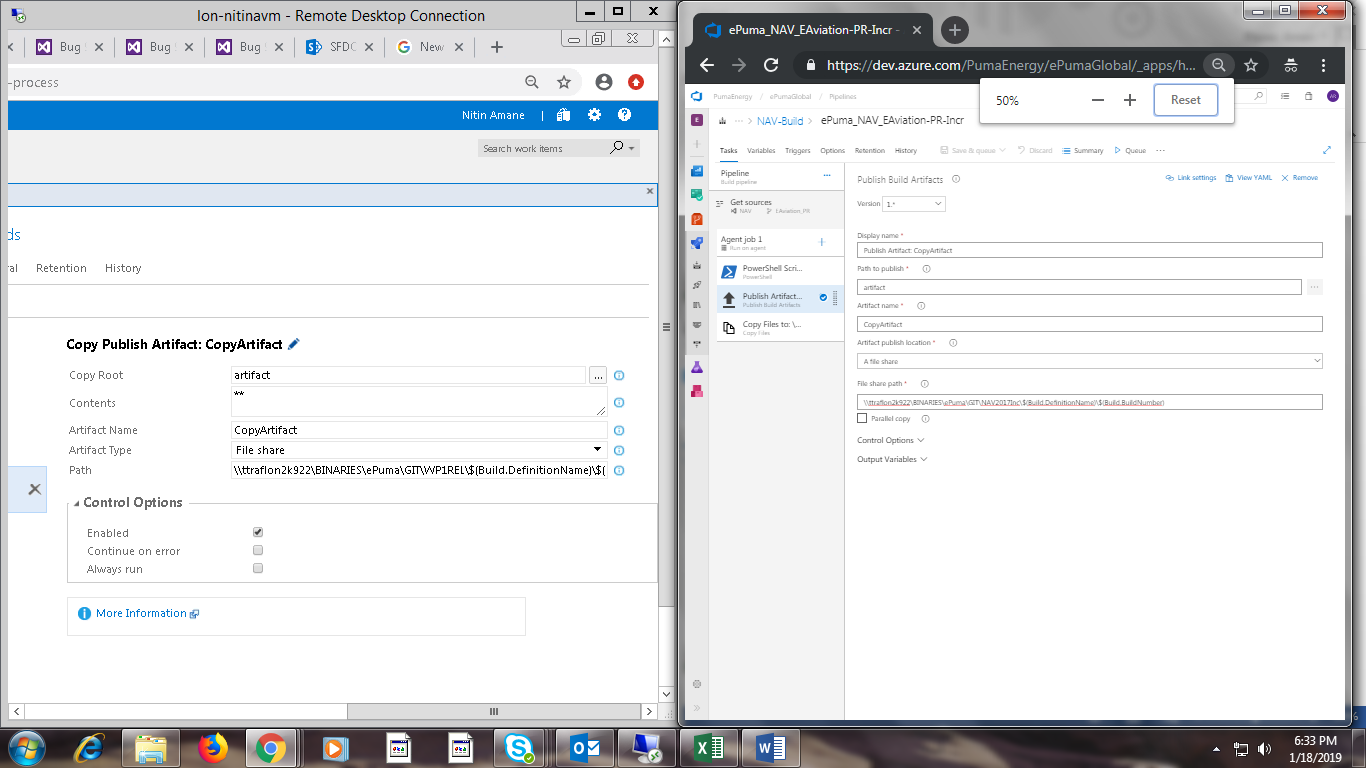 lon-nitinavm - Remote Desktop Connection
Bug
Bug
Bug
SFDC
New
-process
Nitin Amane
Search work items
ds
ral Retention History
Copy Publish Artifact: CopyArtifact
Copy Root artifact ...
Contents **
Artifact Name CopyArtifact
Artifact Type File share
Path \\ttraflon2k922\BINARIES\ePuma\GIT\WP1REL\$(Build.DefinitionName)\$(
Control Options
Enabled
Continue on error
Always run
More Information
ePuma_NAV_EAviation-PR-Incr -
https://dev.azure.com/PumaEnergy/ePumaGlobal/_apps/h...
50% Reset
PumaEnergy / ePumaGlobal / Pipelines
AR
E
... > NAV-Build > ePuma_NAV_EAviation-PR-Incr
Tasks Variables Triggers Options Retention History Save & queue Discard Summary Queue ...
Pipeline ...
Build pipeline
Get sources
NAV EAviation_PR
Agent job 1
Run on agent
PowerShell Scri...
PowerShell
Publish Artifact...
Publish Build Artifacts
Copy Files to: \...
Copy Files
Publish Build Artifacts
Link settings View YAML Remove
Version 1.*
Display name *
Publish Artifact: CopyArtifact
Path to publish *
artifact ...
Artifact name *
CopyArtifact
Artifact publish location *
A file share
File share path *
\\ttraflon2k922\BINARIES\ePuma\GIT\NAV2017Inc\$(Build.DefinitionName)\$(Build.BuildNumber)
Parallel copy
Control Options
Output Variables
6:33 PM
1/18/2019